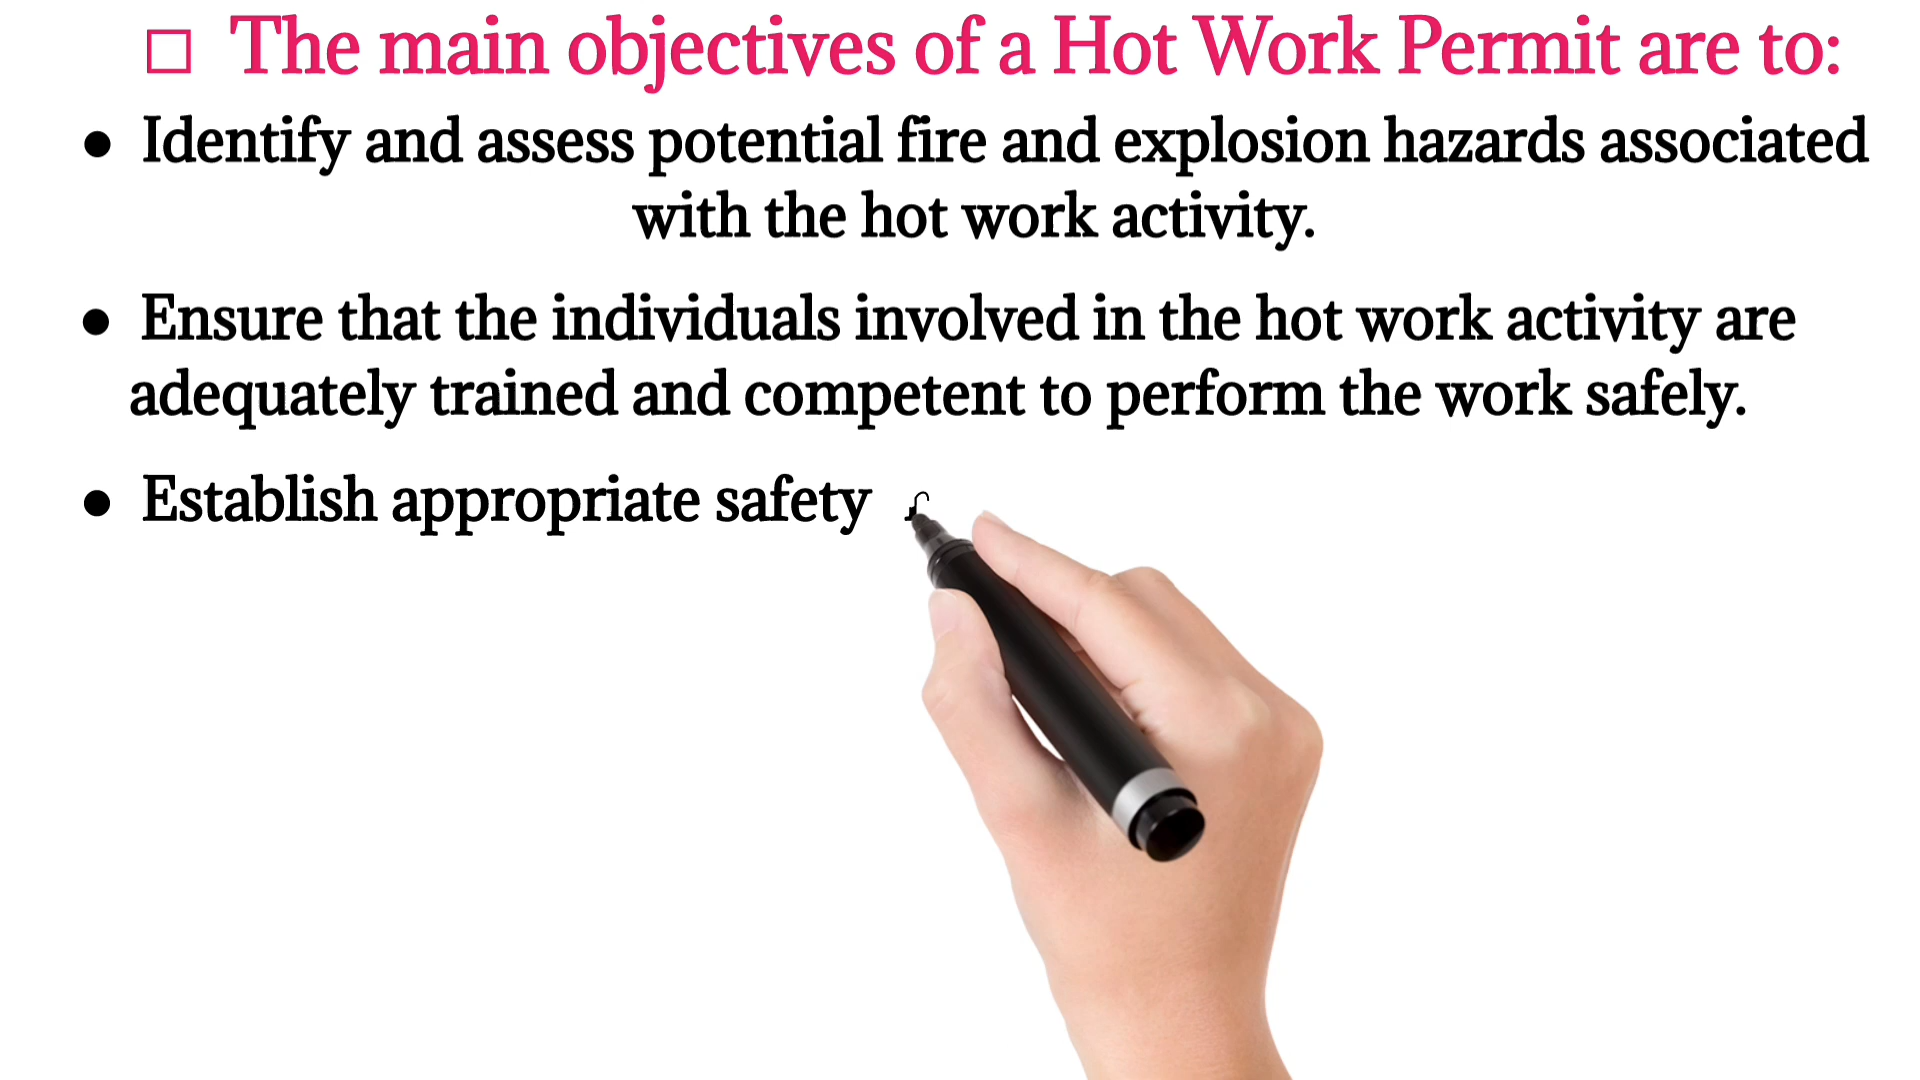 □ The main objectives of a Hot Work Permit are to:
● Identify and assess potential fire and explosion hazards associated
with the hot work activity.
● Ensure that the individuals involved in the hot work activity are
adequately trained and competent to perform the work safely.
● Establish appropriate safety